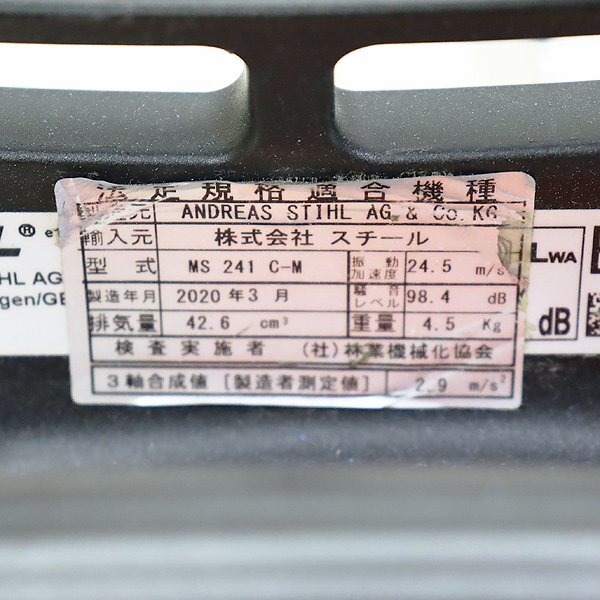 法定規格適合機種
製造元 ANDREAS STIHL AG & Co.KG
輸入元 株式会社 スチール
型式 MS 241 C-M 振動加速度 24.5 m/s
製造年月 2020年3月 騒音レベル 98.4 dB
排気量 42.6 cm³ 重量 4.5 Kg
検査実施者 (社)林業機械化協会
3軸合成値 [製造者測定値] 2.9 m/s²
L® 
HL AG
gen/GE
LWA
dB